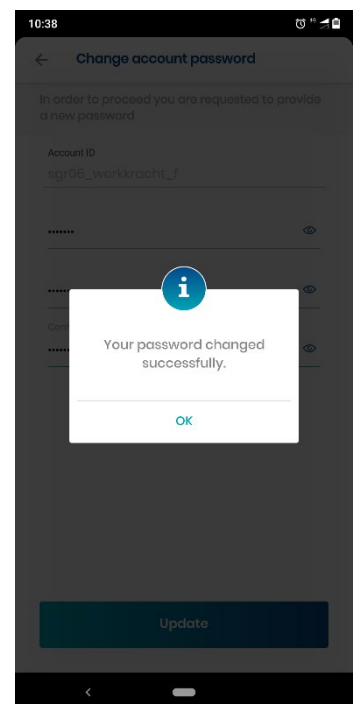 10:38
Change account password
In order to proceed you are requested to provide
a new password
Account ID
sgr06_werkkracht_f
•••••••
i
Your password changed
successfully.
OK
Update